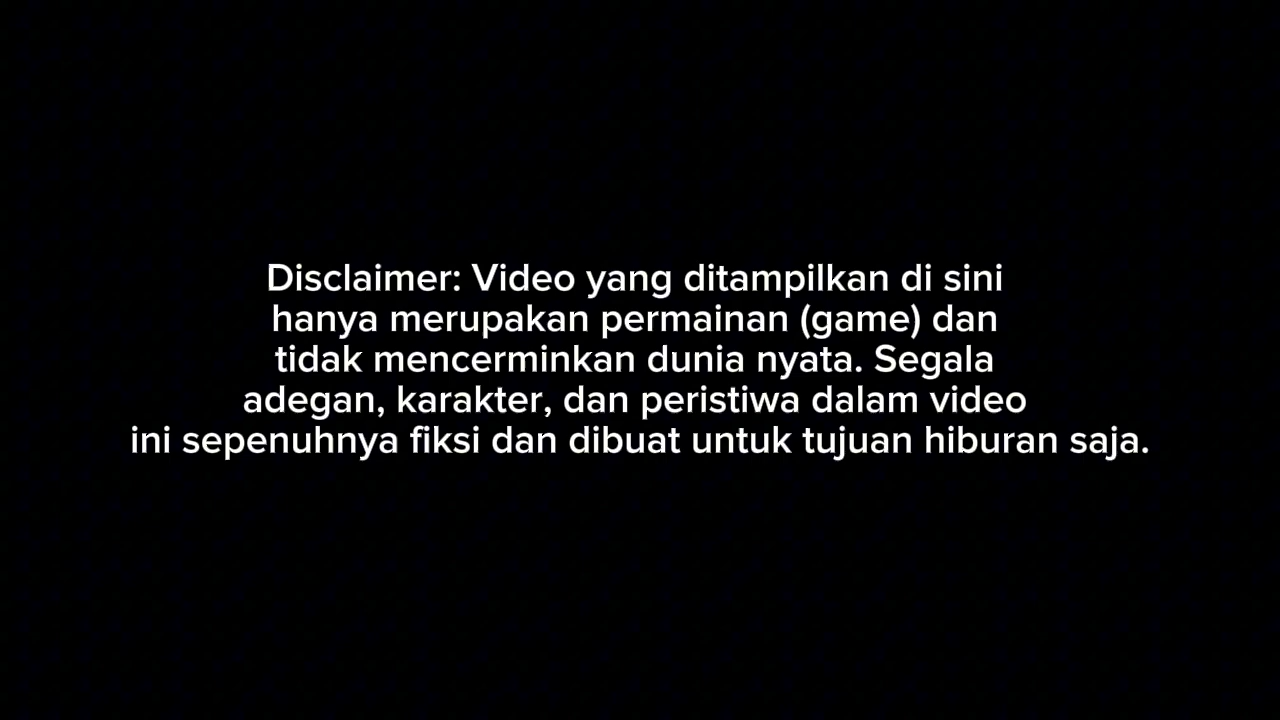 Disclaimer: Video yang ditampilkan di sini
hanya merupakan permainan (game) dan
tidak mencerminkan dunia nyata. Segala
adegan, karakter, dan peristiwa dalam video
ini sepenuhnya fiksi dan dibuat untuk tujuan hiburan saja.